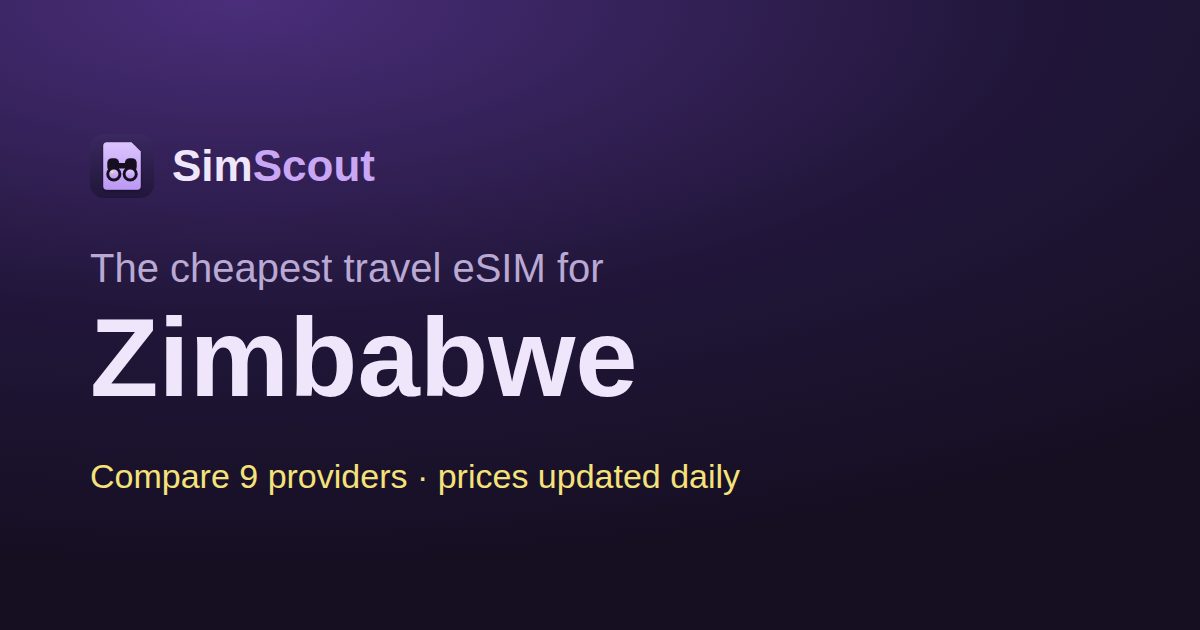 SimScout
The cheapest travel eSIM for
Zimbabwe
Compare 9 providers · prices updated daily